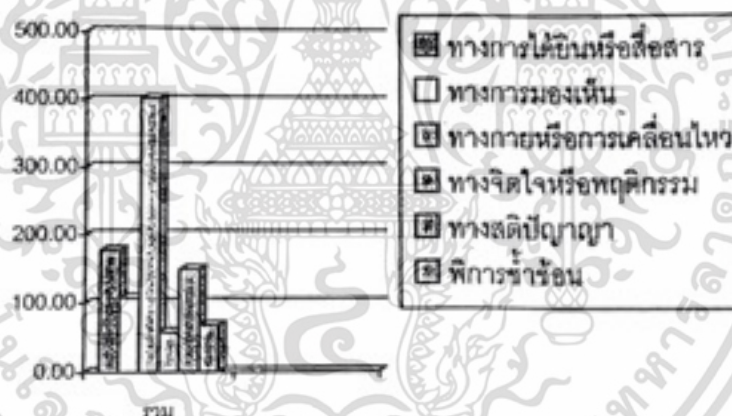 500.00
400.00
300.00
200.00
100.00
0.00
รวม
ทางการได้ยินหรือสื่อสาร
ทางการมองเห็น
ทางกายหรือการเคลื่อนไหว
ทางจิตใจหรือพฤติกรรม
ทางสติปัญญา
พิการซ้ำซ้อน